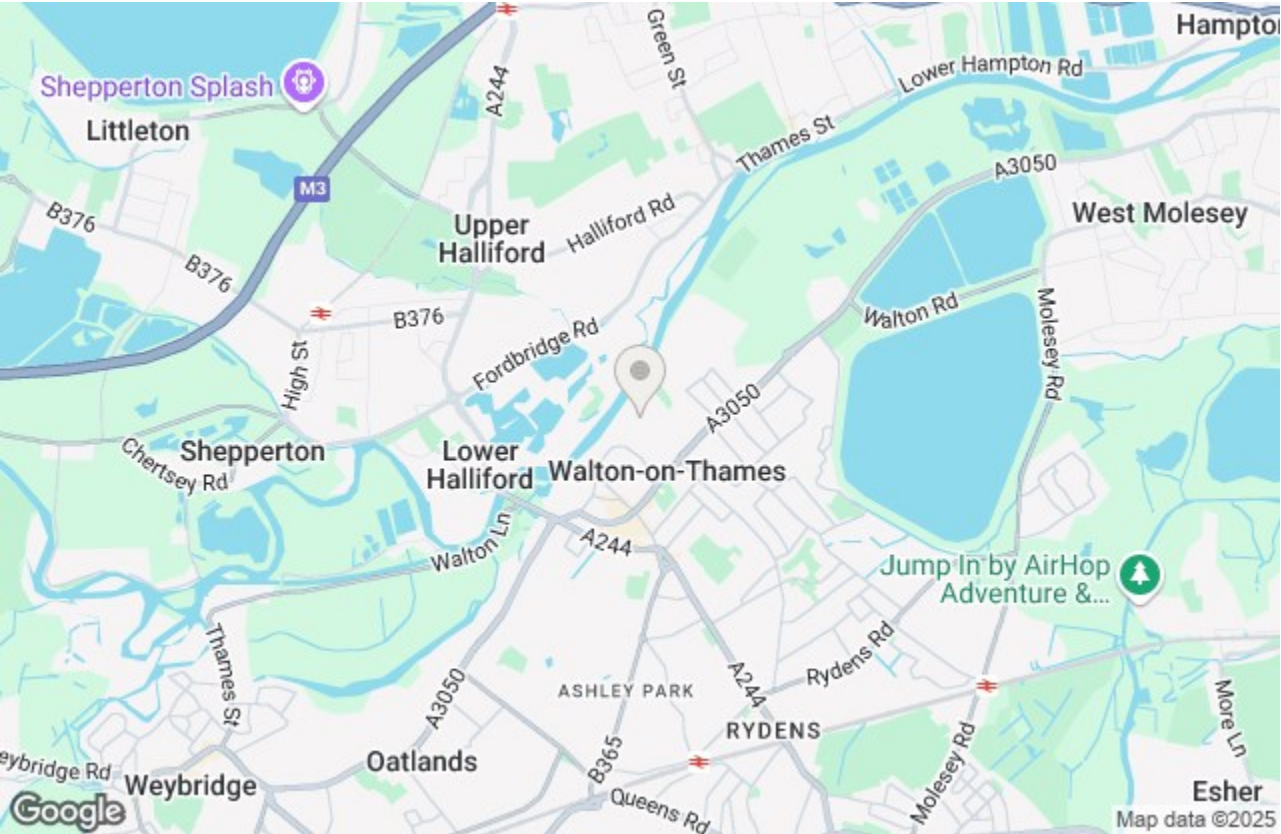 Hampto
Green St
Lower Hampton Rd
Shepperton Splash
A244
Littleton
Thames St
A3050
M3
B376
Halliford Rd
West Molesey
Upper
Halliford
B376
Walton Rd
B376
Molesey Rd
Fordbridge Rd
High St
A3050
Chertsey Rd
Shepperton
Lower
Halliford
Walton-on-Thames
Walton Ln
A244
Jump In by AirHop
Adventure &...
Thames St
Rydens Rd
A3050
ASHLEY PARK
A244
More Ln
RYDENS
B365
Molesey Rd
Oatlands
eybridge Rd
Weybridge
Queens Rd
Esher
Google
Map data ©2025